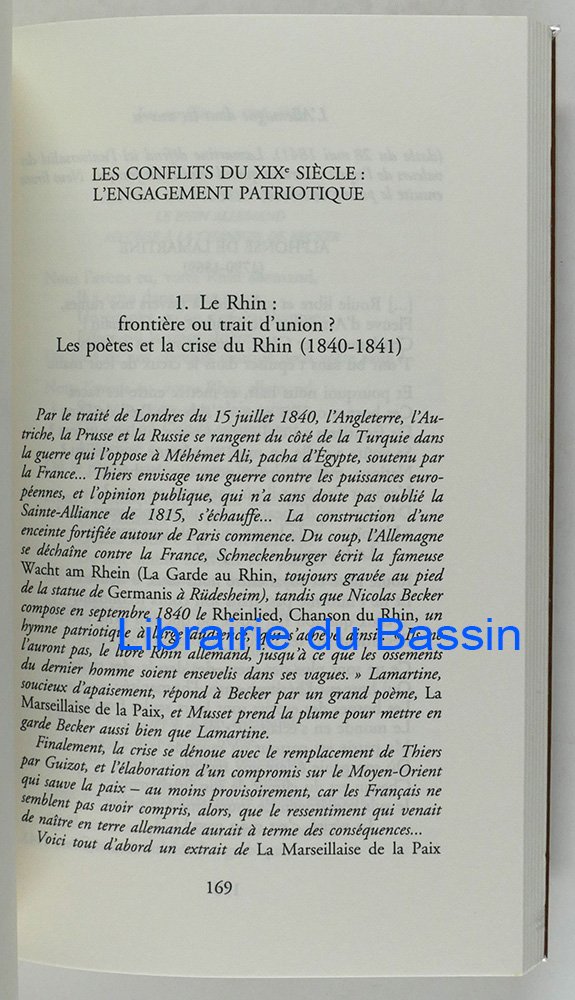 LES CONFLITS DU XIXe SIÈCLE :
L'ENGAGEMENT PATRIOTIQUE
1. Le Rhin :
frontière ou trait d'union ?
Les poètes et la crise du Rhin (1840-1841)
Par le traité de Londres du 15 juillet 1840, l'Angleterre, l'Au-
triche, la Prusse et la Russie se rangent du côté de la Turquie dans
la guerre qui l'oppose à Méhémet Ali, pacha d'Égypte, soutenu par
la France... Thiers envisage une guerre contre les puissances euro-
péennes, et l'opinion publique, qui n'a sans doute pas oublié la
Sainte-Alliance de 1815, s'échauffe... La construction d'une
enceinte fortifiée autour de Paris commence. Du coup, l'Allemagne
se déchaîne contre la France, Schneckenburger écrit la fameuse
Wacht am Rhein (La Garde au Rhin, toujours gravée au pied
de la statue de Germanis à Rüdesheim), tandis que Nicolas Becker
compose en septembre 1840 le Rheinlied, Chanson du Rhin, un
hymne patriotique à large audience, qui s'achève ainsi : « Ils ne
l'auront pas, le libre Rhin allemand, jusqu'à ce que les ossements
du dernier homme soient ensevelis dans ses vagues. » Lamartine,
soucieux d'apaisement, répond à Becker par un grand poème, La
Marseillaise de la Paix, et Musset prend la plume pour mettre en
garde Becker aussi bien que Lamartine.
Finalement, la crise se dénoue avec le remplacement de Thiers
par Guizot, et l'élaboration d'un compromis sur le Moyen-Orient
qui sauve la paix – au moins provisoirement, car les Français ne
semblent pas avoir compris, alors, que le ressentiment qui venait
de naître en terre allemande aurait à terme des conséquences...
Voici tout d'abord un extrait de La Marseillaise de la Paix
169
Librairie du Bassin